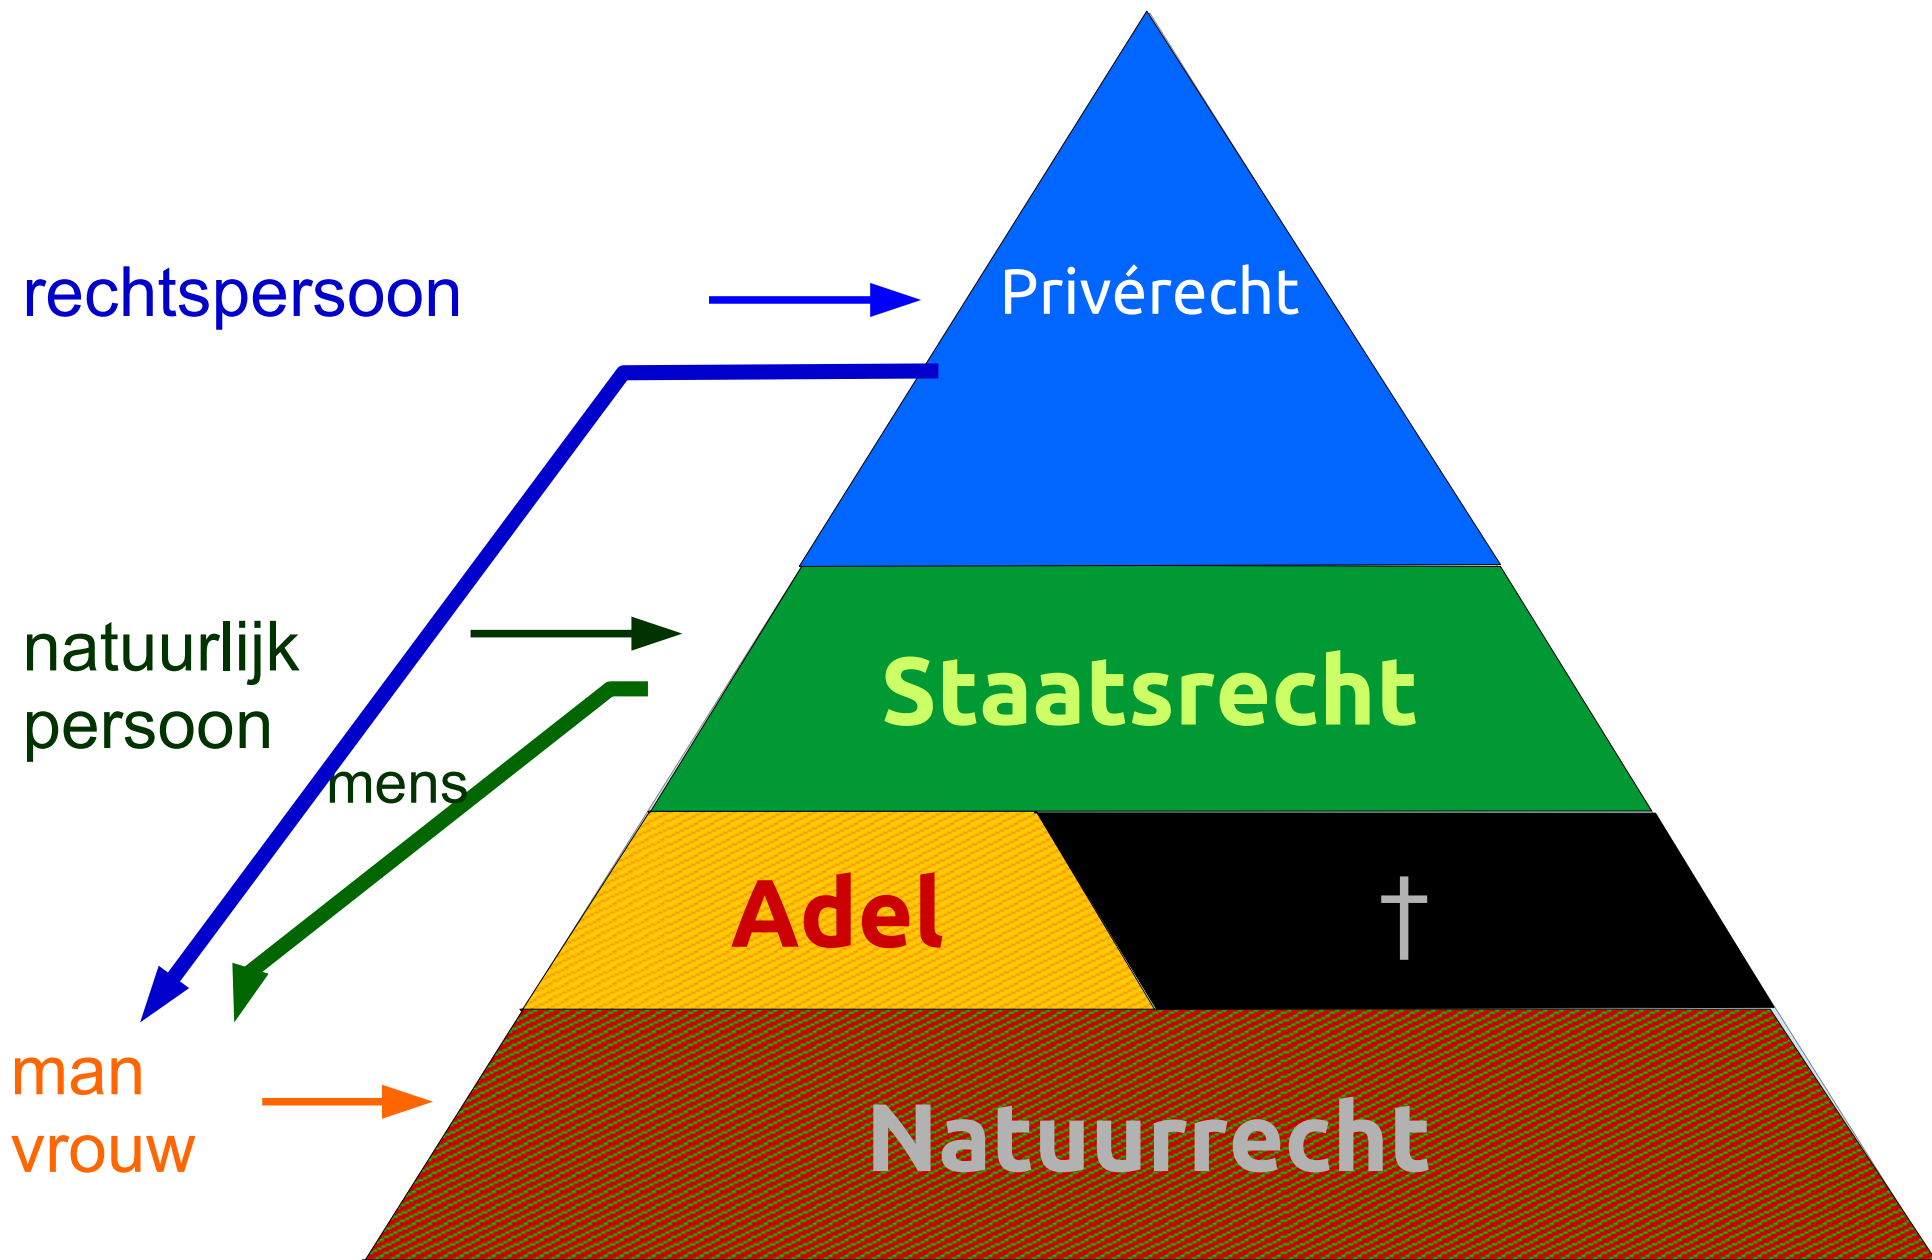 rechtspersoon
Privérecht
natuurlijk
persoon
mens
Staatsrecht
Adel
†
man
vrouw
Natuurrecht